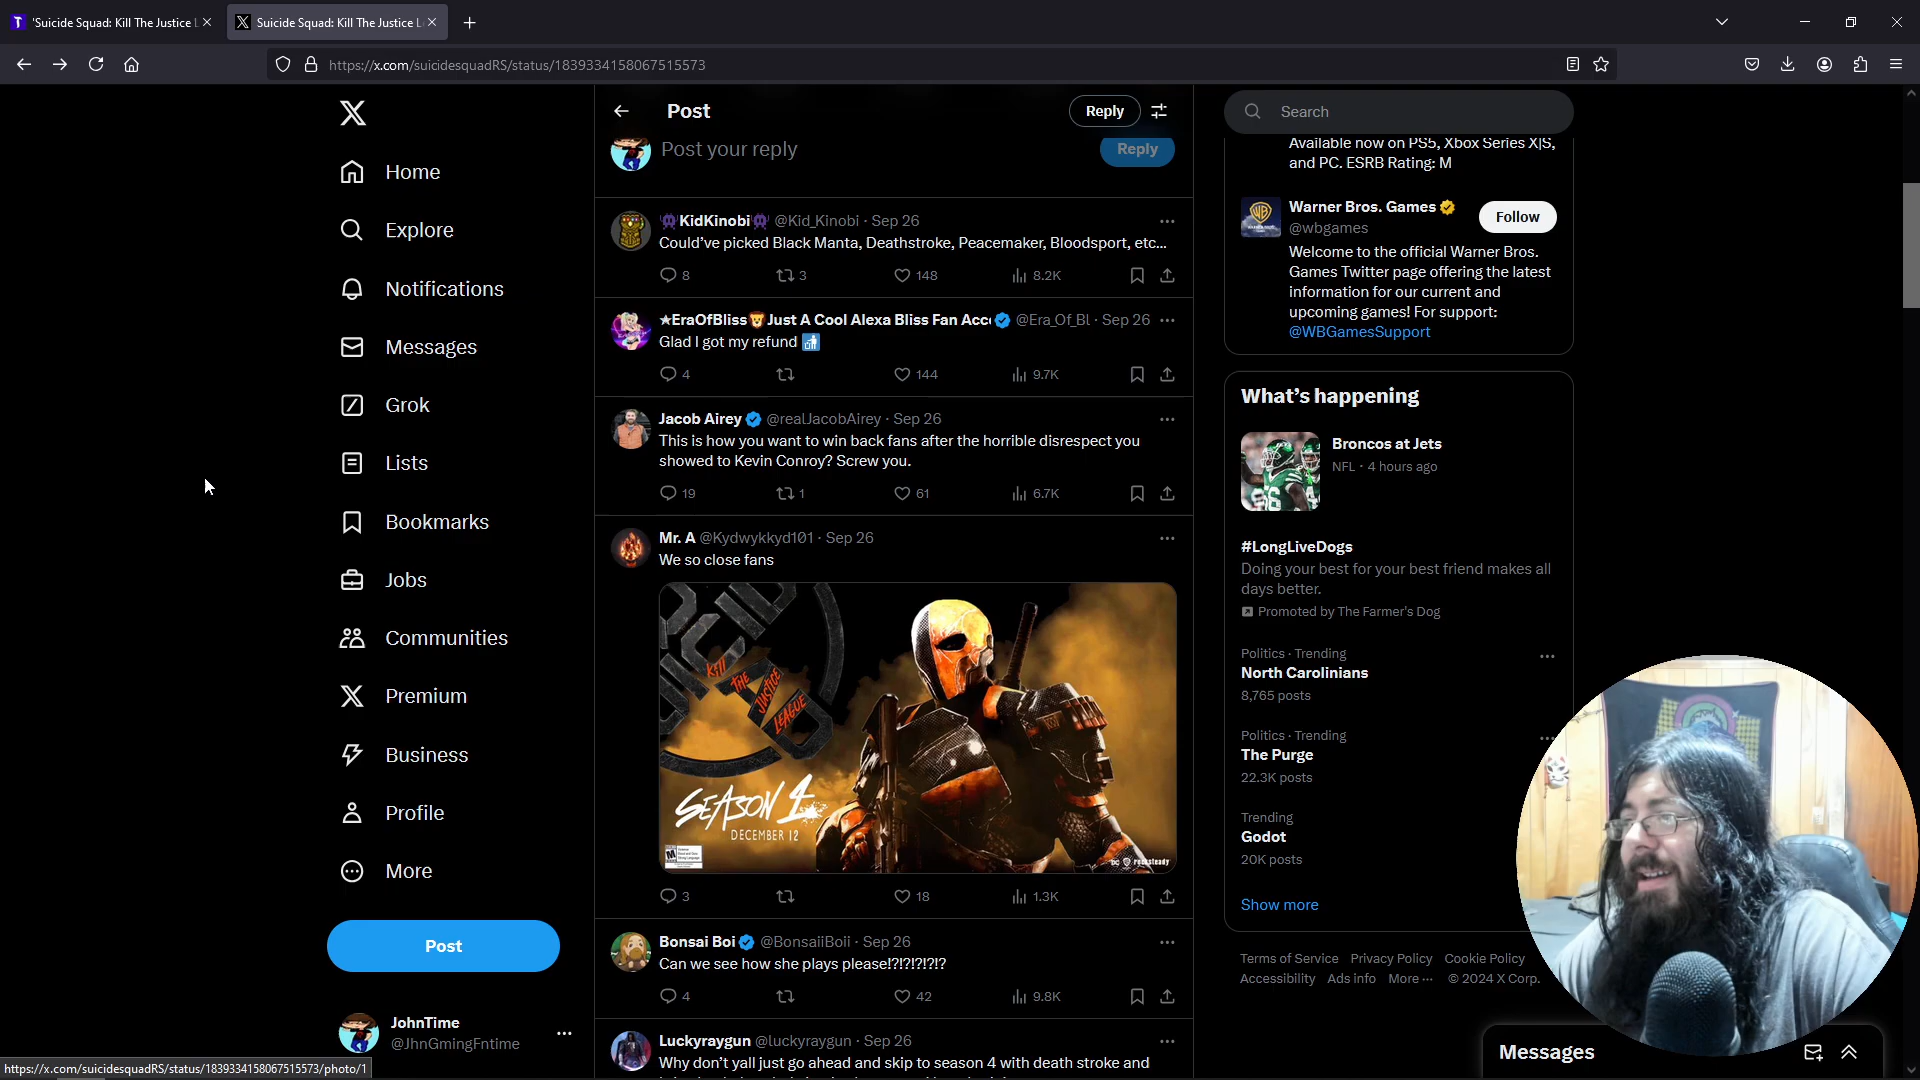 'Suicide Squad: Kill The Justice L
Suicide Squad: Kill The Justice L
https://x.com/suicidesquadRS/status/1839334158067515573
Home
Explore
Notifications
Messages
Grok
Lists
Bookmarks
Jobs
Communities
Premium
Business
Profile
More
Post
JohnTime
@JhnGmingFntime
https://x.com/suicidesquadRS/status/1839334158067515573/photo/1
Post
Reply
Post your reply
Reply
KidKinobi @Kid_Kinobi · Sep 26
Could've picked Black Manta, Deathstroke, Peacemaker, Bloodsport, etc...
8 3 148 8.2K
★EraOfBliss Just A Cool Alexa Bliss Fan Acc @Era_Of_Bl · Sep 26
Glad I got my refund
4 144 9.7K
Jacob Airey @realJacobAirey · Sep 26
This is how you want to win back fans after the horrible disrespect you
showed to Kevin Conroy? Screw you.
19 1 61 6.7K
Mr. A @Kydwykkyd101 · Sep 26
We so close fans
KILL
THE
JUSTICE
LEAGUE
SEASON 4
DECEMBER 12
M
DC rocksteady
3 18 1.3K
Bonsai Boi @BonsaiiBoii · Sep 26
Can we see how she plays please!?!?!?!?!?
4 42 9.8K
Luckyraygun @luckyraygun · Sep 26
Why don't yall just go ahead and skip to season 4 with death stroke and
Search
Available now on PS5, Xbox Series X|S,
and PC. ESRB Rating: M
Warner Bros. Games
@wbgames
Follow
Welcome to the official Warner Bros.
Games Twitter page offering the latest
information for our current and
upcoming games! For support:
@WBGamesSupport
What's happening
Broncos at Jets
NFL · 4 hours ago
#LongLiveDogs
Doing your best for your best friend makes all
days better.
Promoted by The Farmer's Dog
Politics · Trending
North Carolinians
8,765 posts
Politics · Trending
The Purge
22.3K posts
Trending
Godot
20K posts
Show more
Terms of Service Privacy Policy Cookie Policy
Accessibility Ads info More ··· © 2024 X Corp.
Messages